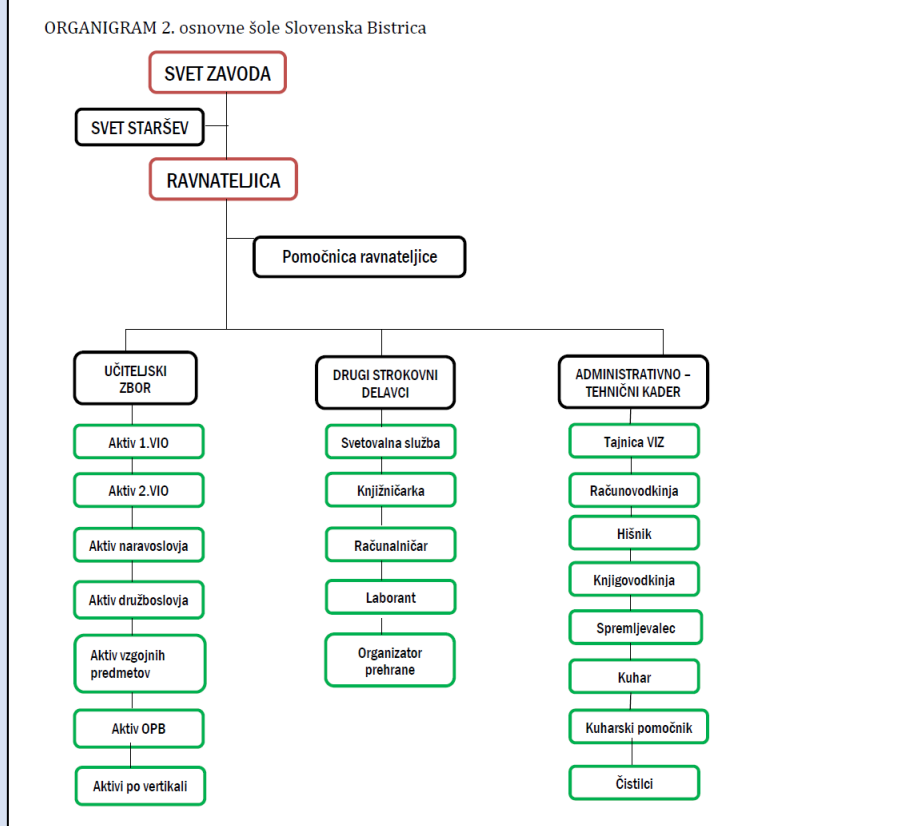 ORGANIGRAM 2. osnovne šole Slovenska Bistrica
SVET ZAVODA
SVET STARŠEV
RAVNATELJICA
Pomočnica ravnateljice
UČITELJSKI
ZBOR
Aktiv 1.VIO
Aktiv 2.VIO
Aktiv naravoslovja
Aktiv družboslovja
Aktiv vzgojnih
predmetov
Aktiv OPB
Aktivi po vertikali
DRUGI STROKOVNI
DELAVCI
Svetovalna služba
Knjižničarka
Računalničar
Laborant
Organizator
prehrane
ADMINISTRATIVNO –
TEHNIČNI KADER
Tajnica VIZ
Računovodkinja
Hišnik
Knjigovodkinja
Spremljevalec
Kuhar
Kuharski pomočnik
Čistilci